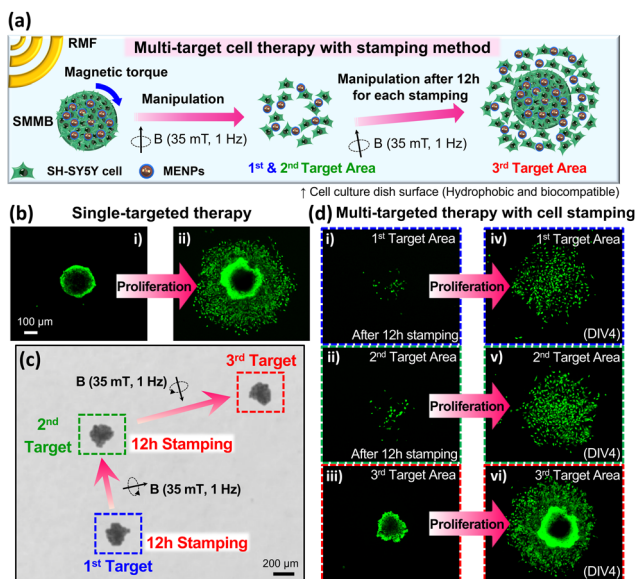 (a)
RMF
Multi-target cell therapy with stamping method
Magnetic torque
SMMB
Manipulation
B (35 mT, 1 Hz)
Manipulation after 12h
for each stamping
B (35 mT, 1 Hz)
SH-SY5Y cell
MENPs
1st & 2nd Target Area
3rd Target Area
↑ Cell culture dish surface (Hydrophobic and biocompatible)
(b)
Single-targeted therapy
i)
ii)
Proliferation
100 µm
(c)
3rd Target
B (35 mT, 1 Hz)
2nd
Target
12h Stamping
B (35 mT, 1 Hz)
12h Stamping
1st Target
200 µm
(d) Multi-targeted therapy with cell stamping
i)
1st Target Area
iv)
1st Target Area
Proliferation
After 12h stamping
(DIV4)
ii)
2nd Target Area
v)
2nd Target Area
Proliferation
After 12h stamping
(DIV4)
iii)
3rd Target Area
vi)
3rd Target Area
Proliferation
(DIV4)